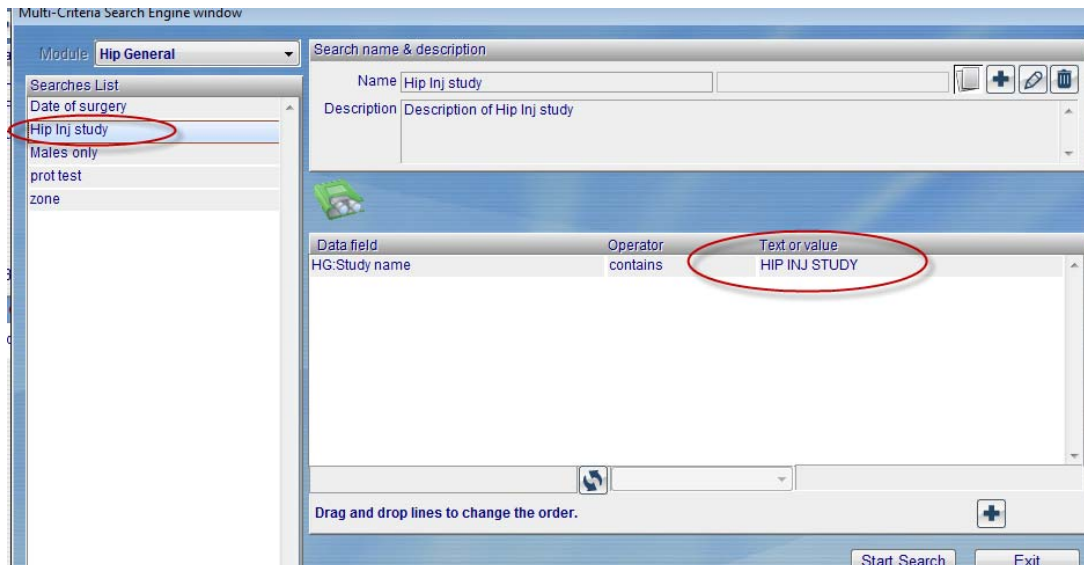 Multi-Criteria Search Engine window
Module Hip General
Searches List
Date of surgery
Hip Inj study
Males only
prot test
zone
Search name & description
Name Hip Inj study
Description Description of Hip Inj study
Data field Operator Text or value
HG:Study name contains HIP INJ STUDY
Drag and drop lines to change the order.
Start Search Exit